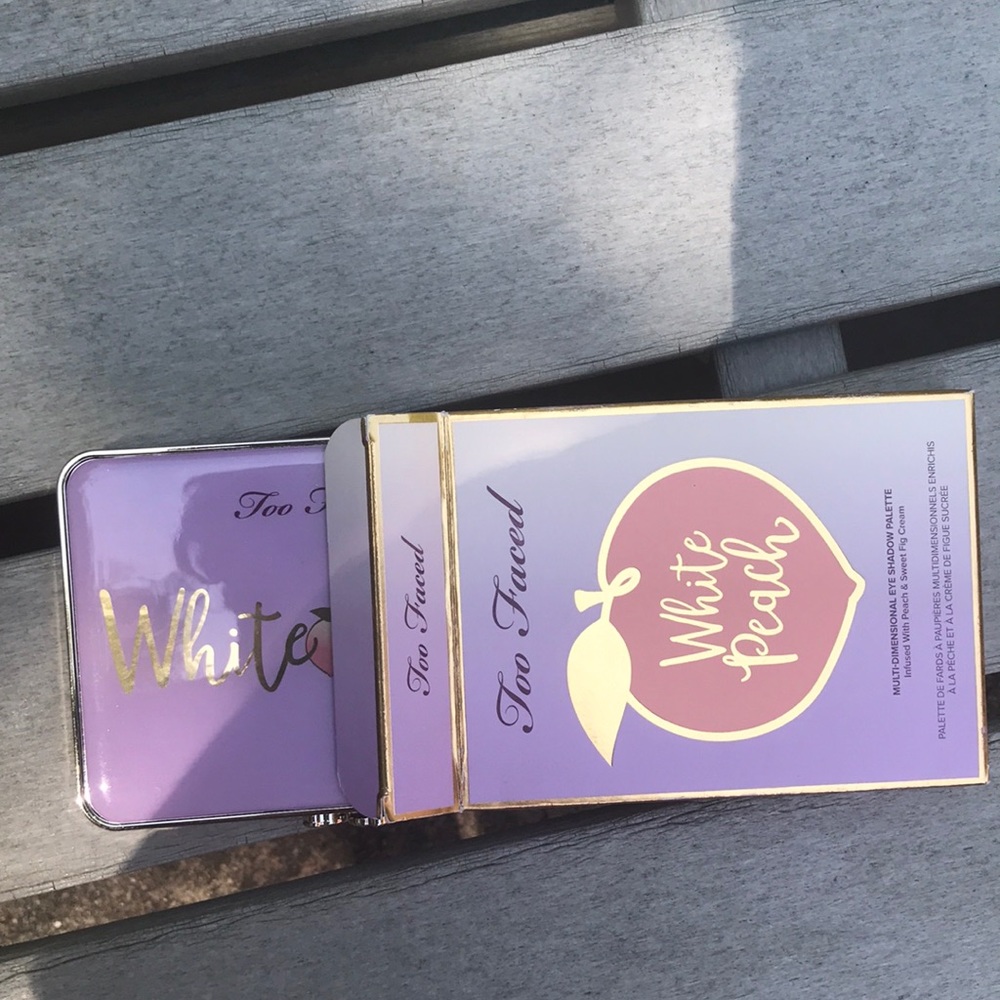 Too
White
Too Faced
Too Faced
White
Peach
MULTI-DIMENSIONAL EYE SHADOW PALETTE
Infused With Peach & Sweet Fig Cream
PALETTE DE FARDS À PAUPIÈRES MULTIDIMENSIONNELS ENRICHIS
À LA PÊCHE ET À LA CRÈME DE FIGUE SUCRÉE